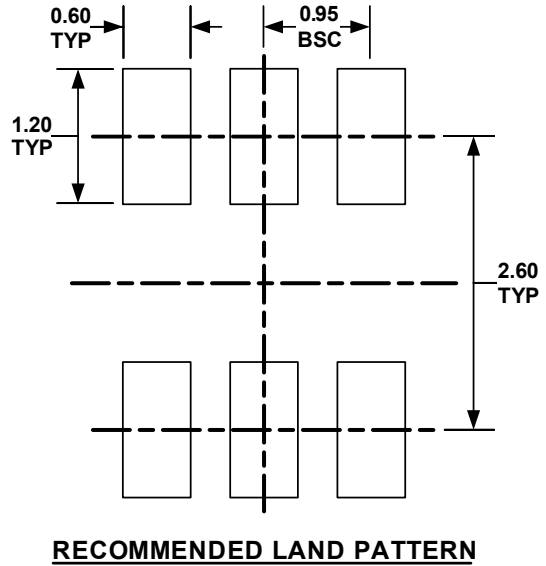 0.60
TYP
0.95
BSC
1.20
TYP
2.60
TYP
RECOMMENDED LAND PATTERN